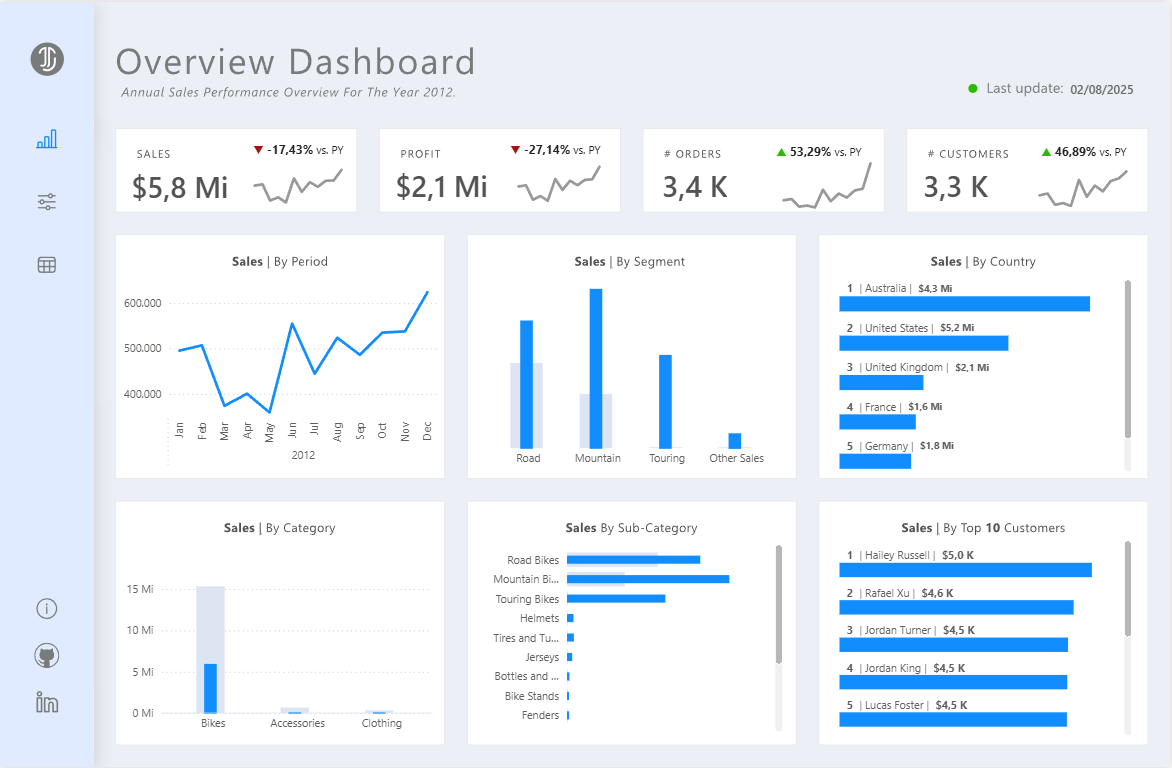 Overview Dashboard
Annual Sales Performance Overview For The Year 2012.
Last update: 02/08/2025
SALES
-17,43% vs. PY
$5,8 Mi
PROFIT
-27,14% vs. PY
$2,1 Mi
# ORDERS
53,29% vs. PY
3,4 K
# CUSTOMERS
46,89% vs. PY
3,3 K
Sales | By Period
600.000
500.000
400.000
Jan Feb Mar Apr May Jun Jul Aug Sep Oct Nov Dec
2012
Sales | By Segment
Road Mountain Touring Other Sales
Sales | By Country
1 | Australia | $4,3 Mi
2 | United States | $5,2 Mi
3 | United Kingdom | $2,1 Mi
4 | France | $1,6 Mi
5 | Germany | $1,8 Mi
Sales | By Category
15 Mi
10 Mi
5 Mi
0 Mi
Bikes Accessories Clothing
Sales By Sub-Category
Road Bikes
Mountain Bi...
Touring Bikes
Helmets
Tires and Tu...
Jerseys
Bottles and ...
Bike Stands
Fenders
Sales | By Top 10 Customers
1 | Hailey Russell | $5,0 K
2 | Rafael Xu | $4,6 K
3 | Jordan Turner | $4,5 K
4 | Jordan King | $4,5 K
5 | Lucas Foster | $4,5 K
in